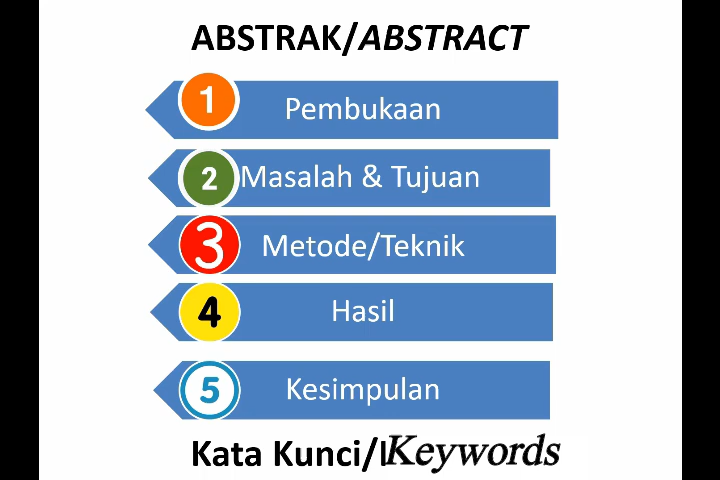 ABSTRAK/ABSTRACT
1 Pembukaan
2 Masalah & Tujuan
3 Metode/Teknik
4 Hasil
5 Kesimpulan
Kata Kunci/Keywords